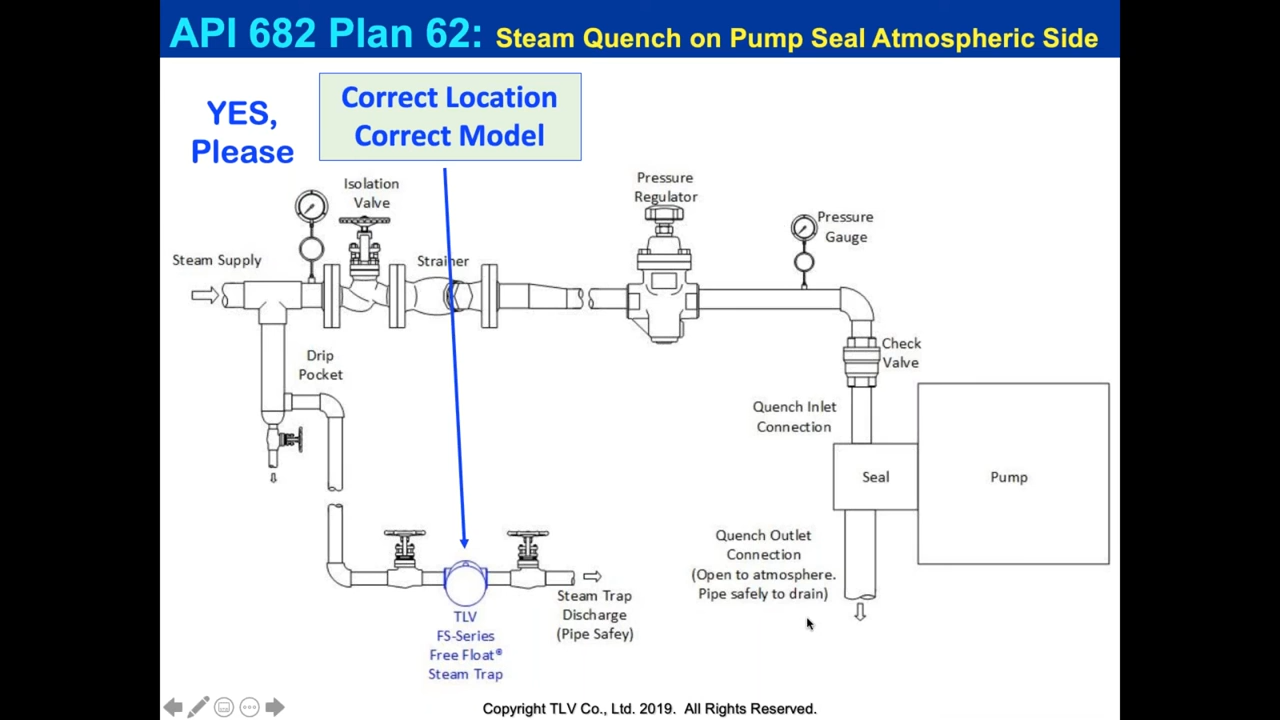 API 682 Plan 62: Steam Quench on Pump Seal Atmospheric Side
YES,
Please
Correct Location
Correct Model
Isolation
Valve
Pressure
Regulator
Pressure
Gauge
Steam Supply
Strainer
Drip
Pocket
Check
Valve
Quench Inlet
Connection
Seal
Pump
Quench Outlet
Connection
(Open to atmosphere.
Pipe safely to drain)
Steam Trap
Discharge
(Pipe Safey)
TLV
FS-Series
Free Float®
Steam Trap
Copyright TLV Co., Ltd. 2019. All Rights Reserved.